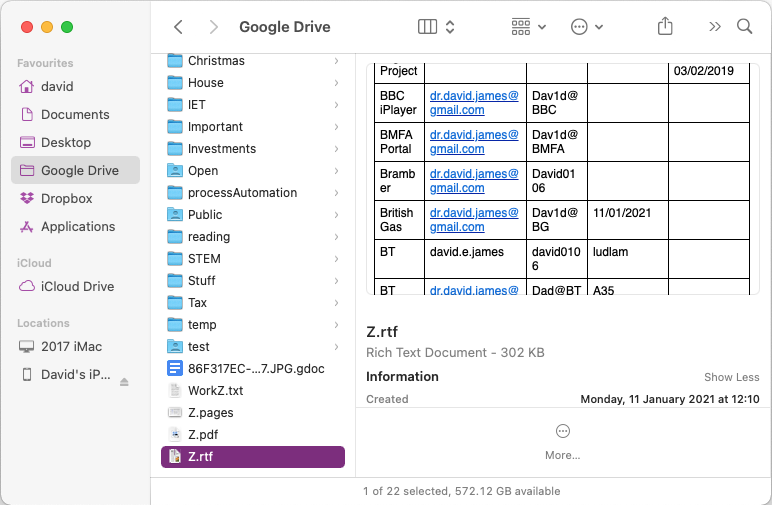 Google Drive
Favourites
david
Documents
Desktop
Google Drive
Dropbox
Applications
iCloud
iCloud Drive
Locations
2017 iMac
David's iP...
Christmas
House
IET
Important
Investments
Open
processAutomation
Public
reading
STEM
Stuff
Tax
temp
test
86F317EC-...7.JPG.gdoc
WorkZ.txt
Z.pages
Z.pdf
Z.rtf
Project 03/02/2019
BBC dr.david.james@ Dav1d@
iPlayer gmail.com BBC
BMFA dr.david.james@ Dav1d@
Portal gmail.com BMFA
Bramb dr.david.james@ David01
er gmail.com 06
British dr.david.james@ Dav1d@ 11/01/2021
Gas gmail.com BG
BT david.e.james david010 ludlam
6
BT dr.david.james@ Dad@BT A35
Z.rtf
Rich Text Document - 302 KB
Information Show Less
Created Monday, 11 January 2021 at 12:10
More...
1 of 22 selected, 572.12 GB available